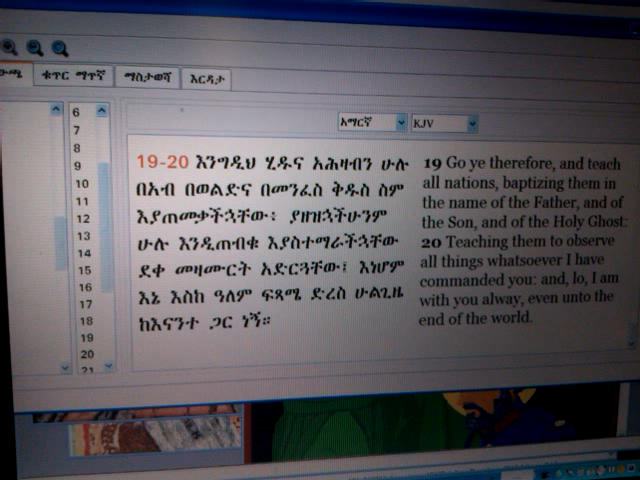 ቁጥር ማጥኛ
ማስታወሻ
እርዳታ
አማርኛ
KJV
6
7
8
9
10
11
12
13
14
15
16
17
18
19
20
21
19-20 እንግዲህ ሂዱና አሕዛብን ሁሉ
በአብ በወልድና በመንፈስ ቅዱስ ስም
እያጠመቃችኋቸው፤ ያዘዝኋችሁንም
ሁሉ እንዲጠብቁ እያስተማራችኋቸው
ደቀ መዛሙርት አድርጓቸው፤ እነሆም
እኔ እስከ ዓለም ፍጻሜ ድረስ ሁልጊዜ
ከእናንተ ጋር ነኝ።
19 Go ye therefore, and teach
all nations, baptizing them in
the name of the Father, and of
the Son, and of the Holy Ghost:
20 Teaching them to observe
all things whatsoever I have
commanded you: and, lo, I am
with you alway, even unto the
end of the world.